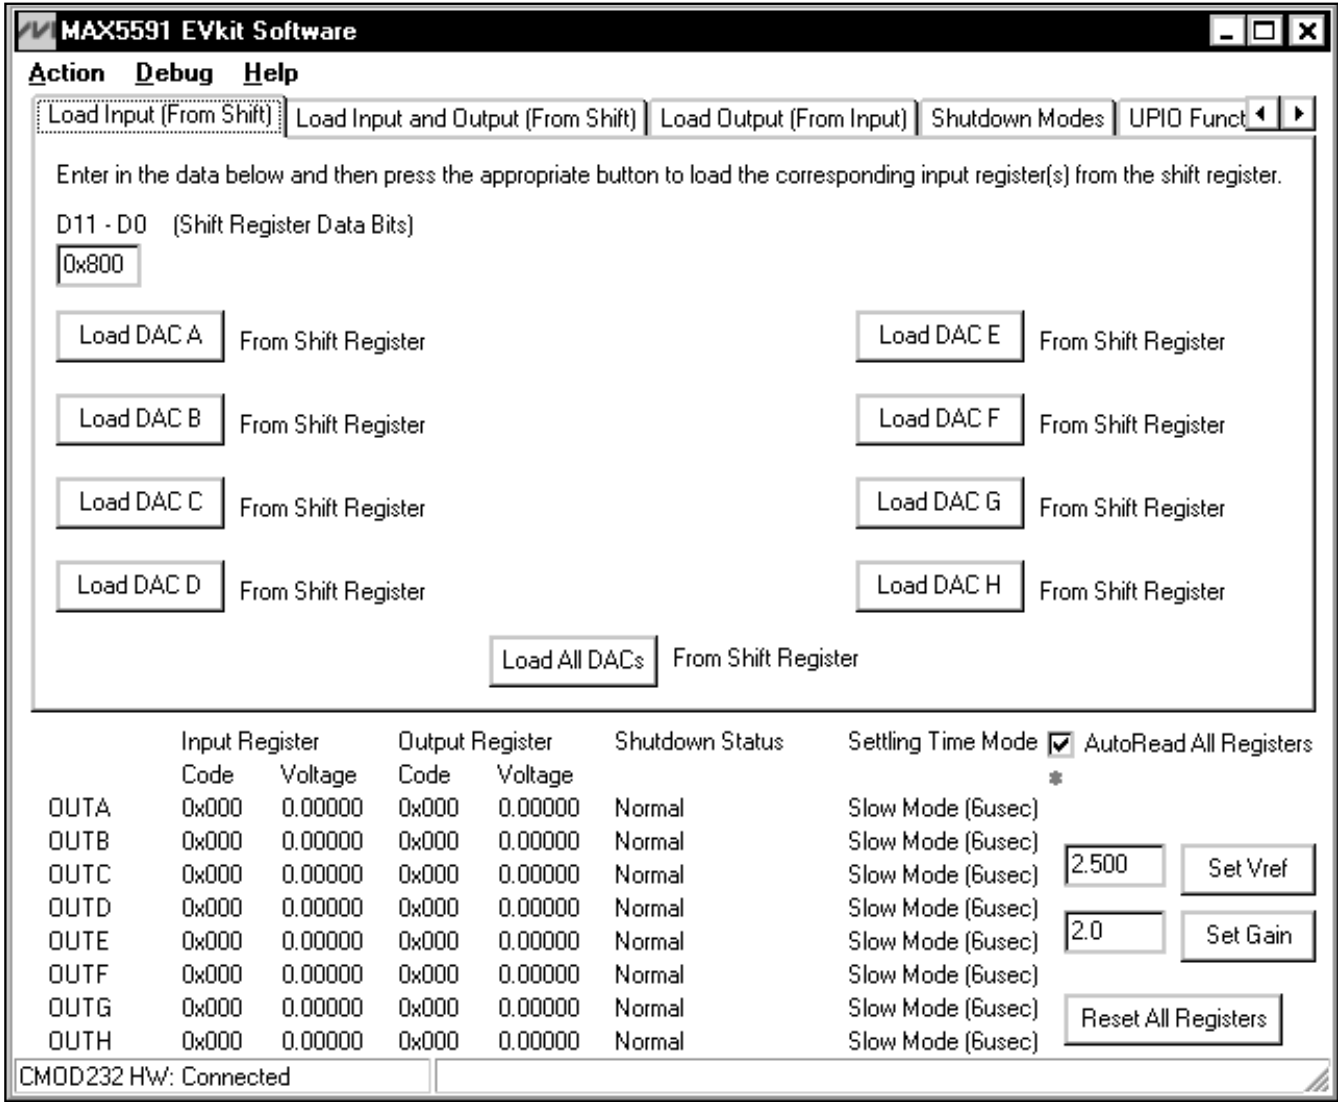 MAX5591 EVkit Software
Action Debug Help
Load Input (From Shift) Load Input and Output (From Shift) Load Output (From Input) Shutdown Modes UPIO Funct
Enter in the data below and then press the appropriate button to load the corresponding input register(s) from the shift register.
D11 - D0 (Shift Register Data Bits)
0x800
Load DAC A From Shift Register Load DAC E From Shift Register
Load DAC B From Shift Register Load DAC F From Shift Register
Load DAC C From Shift Register Load DAC G From Shift Register
Load DAC D From Shift Register Load DAC H From Shift Register
Load All DACs From Shift Register
Input Register Output Register Shutdown Status Settling Time Mode AutoRead All Registers
Code Voltage Code Voltage *
OUTA 0x000 0.00000 0x000 0.00000 Normal Slow Mode (6usec)
OUTB 0x000 0.00000 0x000 0.00000 Normal Slow Mode (6usec)
OUTC 0x000 0.00000 0x000 0.00000 Normal Slow Mode (6usec) 2.500 Set Vref
OUTD 0x000 0.00000 0x000 0.00000 Normal Slow Mode (6usec)
OUTE 0x000 0.00000 0x000 0.00000 Normal Slow Mode (6usec) 2.0 Set Gain
OUTF 0x000 0.00000 0x000 0.00000 Normal Slow Mode (6usec)
OUTG 0x000 0.00000 0x000 0.00000 Normal Slow Mode (6usec) Reset All Registers
OUTH 0x000 0.00000 0x000 0.00000 Normal Slow Mode (6usec)
CMOD232 HW: Connected